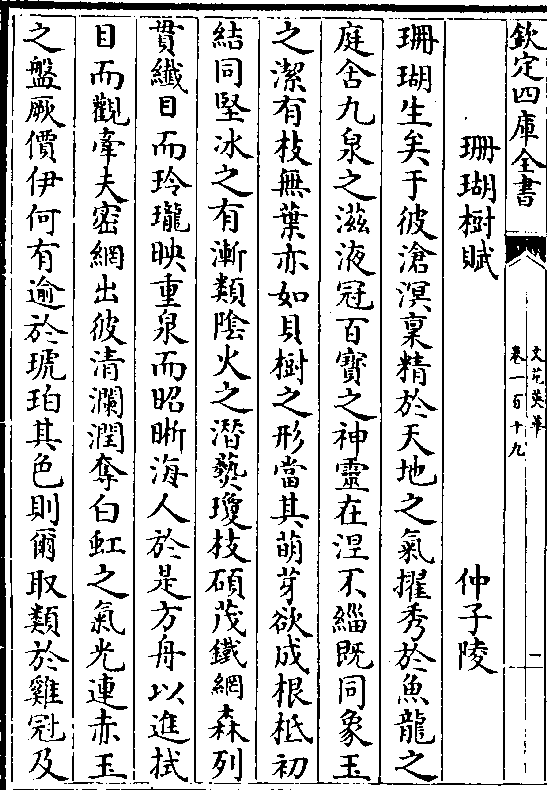 欽定四庫全書
文苑英華
卷一百十九
二
珊瑚樹賦 仲子陵
珊瑚生矣于彼滄溟稟精於天地之氣擢秀於魚龍之
庭含九泉之滋液冠百寶之神靈在涅不緇既同象玉
之潔有枝無葉亦如貝樹之形當其萌芽欲成根柢初
結同堅冰之有漸類陰火之潛爇瓊枝碩茂鐵網森列
貫纖目而玲瓏映重泉而昭晰海人於是方舟以進拭
目而觀牽夫密網出彼清瀾潤奪白虹之氣光連赤玉
之盤厥價伊何有逾於琥珀其色則爾取類於雞冠及